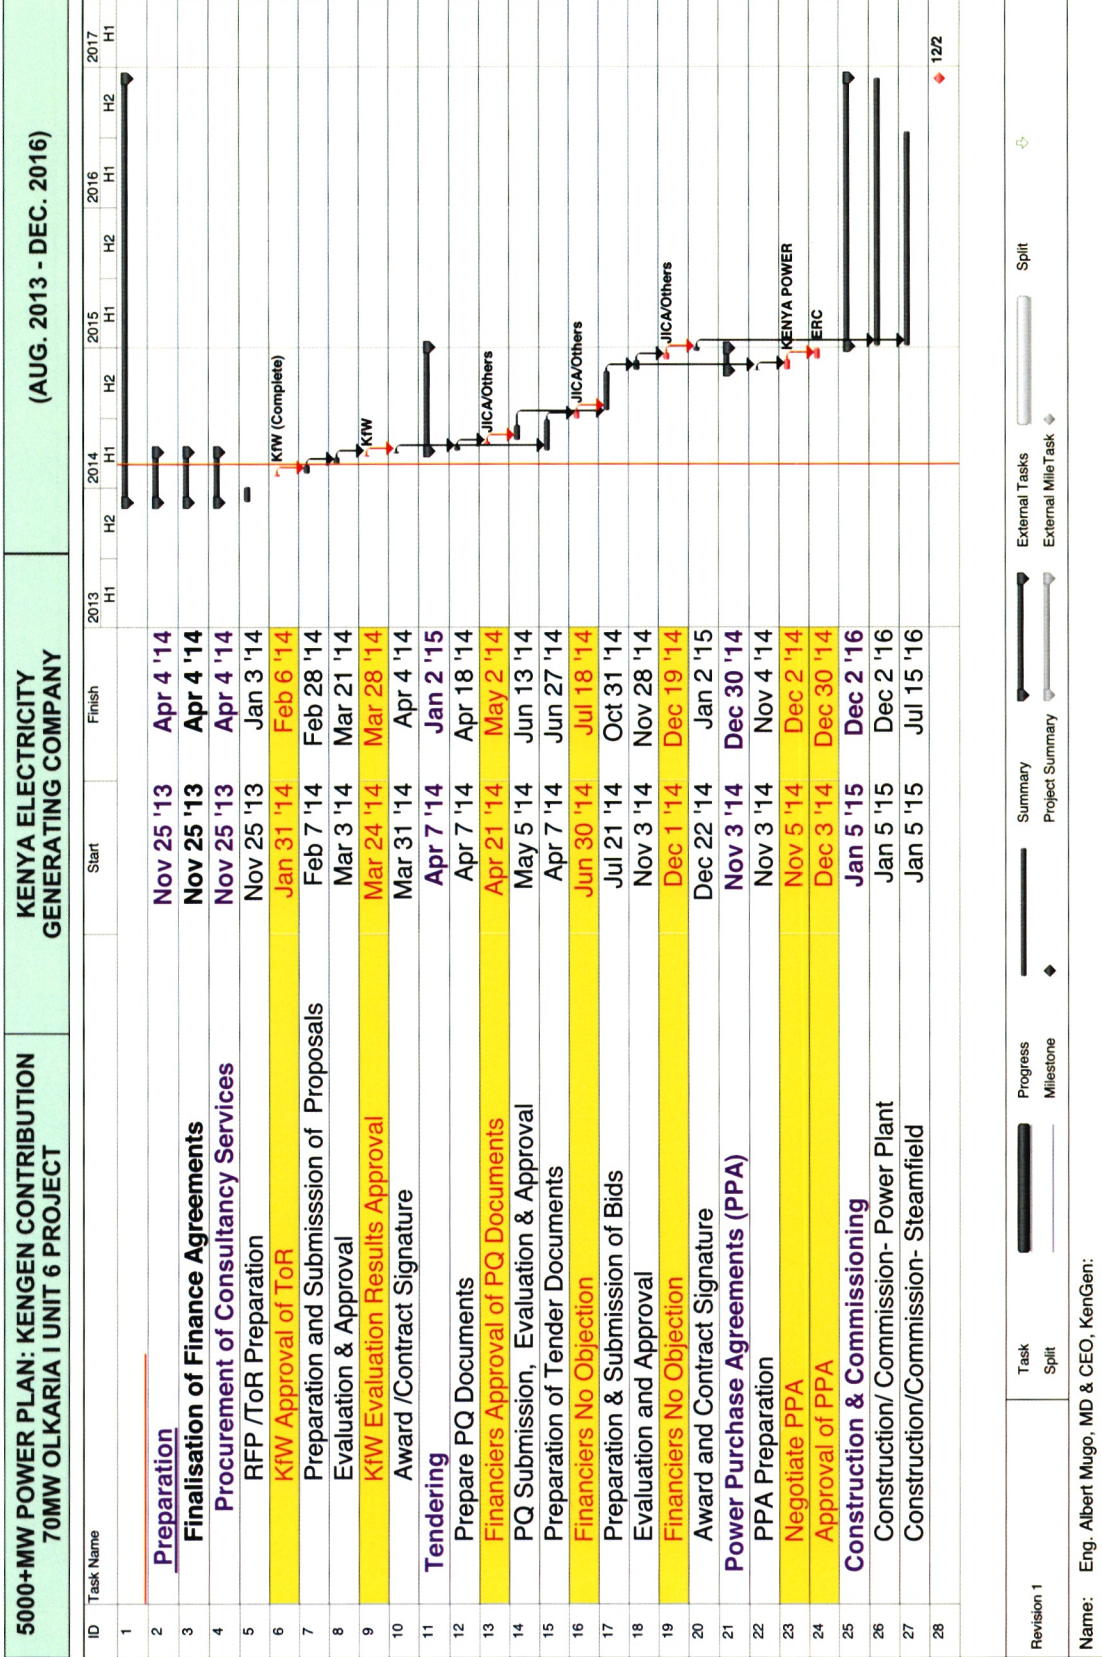 5000+MW POWER PLAN: KENGEN CONTRIBUTION
70MW OLKARIA I UNIT 6 PROJECT
KENYA ELECTRICITY
GENERATING COMPANY
(AUG. 2013 - DEC. 2016)
ID Task Name Start Finish 2013 2014 2015 2016 2017
H1 H2 H1 H2 H1 H2 H1 H2 H1
1
2 Preparation Nov 25 '13 Apr 4 '14
3 Finalisation of Finance Agreements Nov 25 '13 Apr 4 '14
4 Procurement of Consultancy Services Nov 25 '13 Apr 4 '14
5 RFP /ToR Preparation Nov 25 '13 Jan 3 '14
6 KfW Approval of ToR Jan 31 '14 Feb 6 '14 KfW (Complete)
7 Preparation and Submisssion of Proposals Feb 7 '14 Feb 28 '14
8 Evaluation & Approval Mar 3 '14 Mar 21 '14
9 KfW Evaluation Results Approval Mar 24 '14 Mar 28 '14 KfW
10 Award /Contract Signature Mar 31 '14 Apr 4 '14
11 Tendering Apr 7 '14 Jan 2 '15
12 Prepare PQ Documents Apr 7 '14 Apr 18 '14
13 Financiers Approval of PQ Documents Apr 21 '14 May 2 '14 JICA/Others
14 PQ Submission, Evaluation & Approval May 5 '14 Jun 13 '14
15 Preparation of Tender Documents Apr 7 '14 Jun 27 '14
16 Financiers No Objection Jun 30 '14 Jul 18 '14 JICA/Others
17 Preparation & Submission of Bids Jul 21 '14 Oct 31 '14
18 Evaluation and Approval Nov 3 '14 Nov 28 '14
19 Financiers No Objection Dec 1 '14 Dec 19 '14 JICA/Others
20 Award and Contract Signature Dec 22 '14 Jan 2 '15
21 Power Purchase Agreements (PPA) Nov 3 '14 Dec 30 '14
22 PPA Preparation Nov 3 '14 Nov 4 '14
23 Negotiate PPA Nov 5 '14 Dec 2 '14 KENYA POWER
24 Approval of PPA Dec 3 '14 Dec 30 '14 ERC
25 Construction & Commissioning Jan 5 '15 Dec 2 '16
26 Construction/ Commission- Power Plant Jan 5 '15 Dec 2 '16
27 Construction/Commission- Steamfield Jan 5 '15 Jul 15 '16
28 12/2
Revision 1
Task Progress Summary External Tasks Split
Split Milestone Project Summary External MileTask
Name: Eng. Albert Mugo, MD & CEO, KenGen: